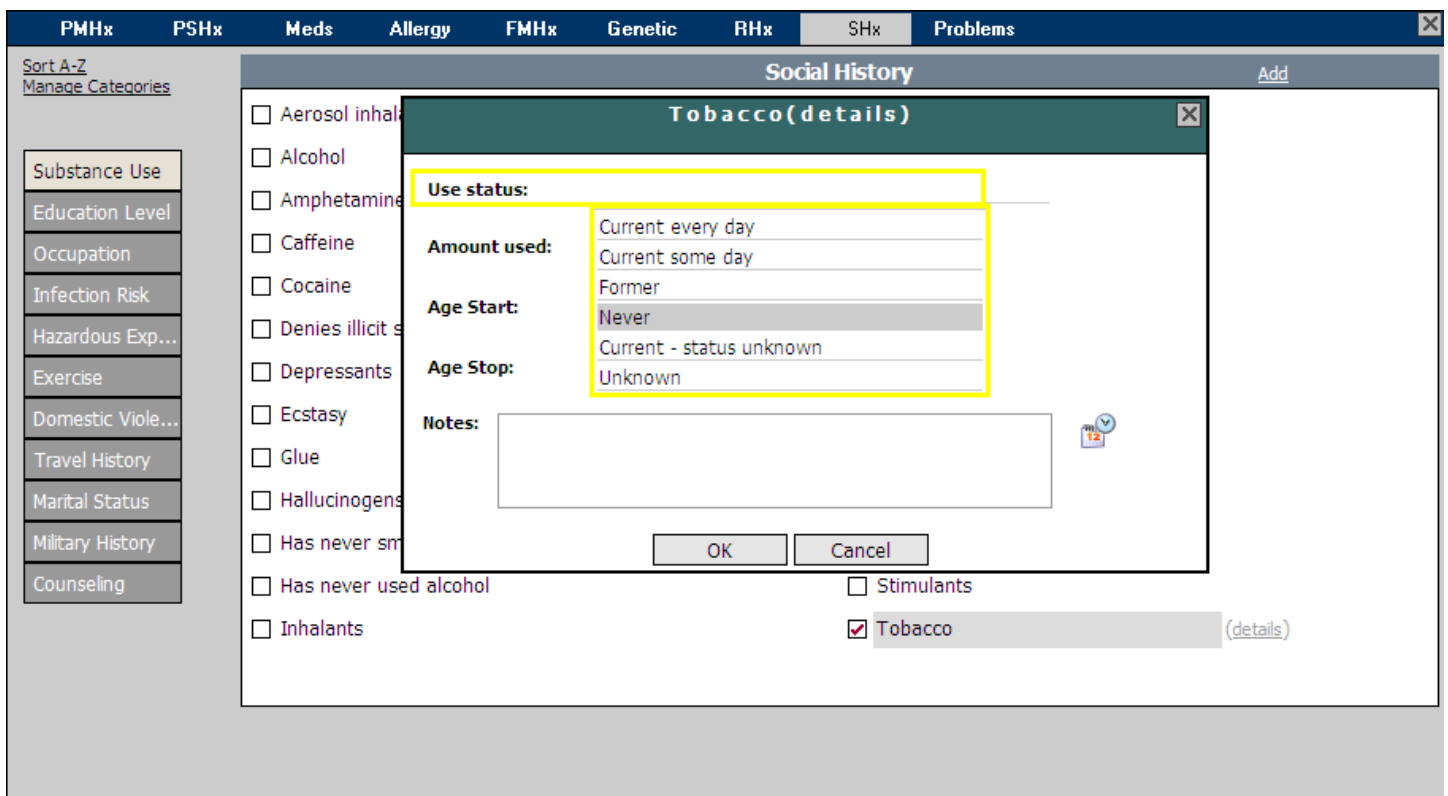 PMHx PSHx Meds Allergy FMHx Genetic RHx SHx Problems
Sort A-Z
Manage Categories
Social History Add
Substance Use
Education Level
Occupation
Infection Risk
Hazardous Exp...
Exercise
Domestic Viole...
Travel History
Marital Status
Military History
Counseling
Aerosol inhal
Alcohol
Amphetamine
Caffeine
Cocaine
Denies illicit s
Depressants
Ecstasy
Glue
Hallucinogens
Has never sm
Has never used alcohol
Inhalants
Stimulants
Tobacco (details)
Tobacco(details)
Use status:
Current every day
Current some day
Former
Never
Current - status unknown
Unknown
Amount used:
Age Start:
Age Stop:
Notes:
12
OK Cancel